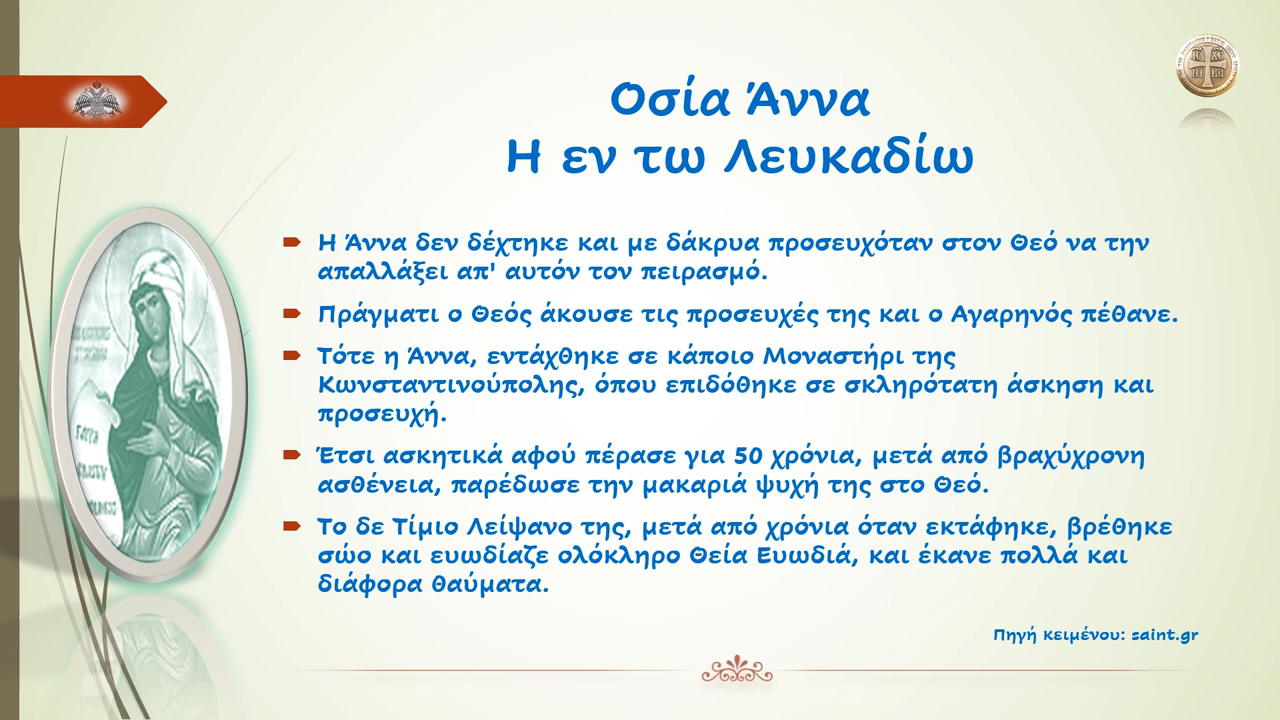 Οσία Άννα
Η εν τω Λευκαδίω
Η Άννα δεν δέχτηκε και με δάκρυα προσευχόταν στον Θεό να την
απαλλάξει απ' αυτόν τον πειρασμό.
Πράγματι ο Θεός άκουσε τις προσευχές της και ο Αγαρηνός πέθανε.
Τότε η Άννα, εντάχθηκε σε κάποιο Μοναστήρι της
Κωνσταντινούπολης, όπου επιδόθηκε σε σκληρότατη άσκηση και
προσευχή.
Έτσι ασκητικά αφού πέρασε για 50 χρόνια, μετά από βραχύχρονη
ασθένεια, παρέδωσε την μακαριά ψυχή της στο Θεό.
Το δε Τίμιο Λείψανο της, μετά από χρόνια όταν εκτάφηκε, βρέθηκε
σώο και ευωδίαζε ολόκληρο Θεία Ευωδιά, και έκανε πολλά και
διάφορα θαύματα.
Πηγή κειμένου: saint.gr